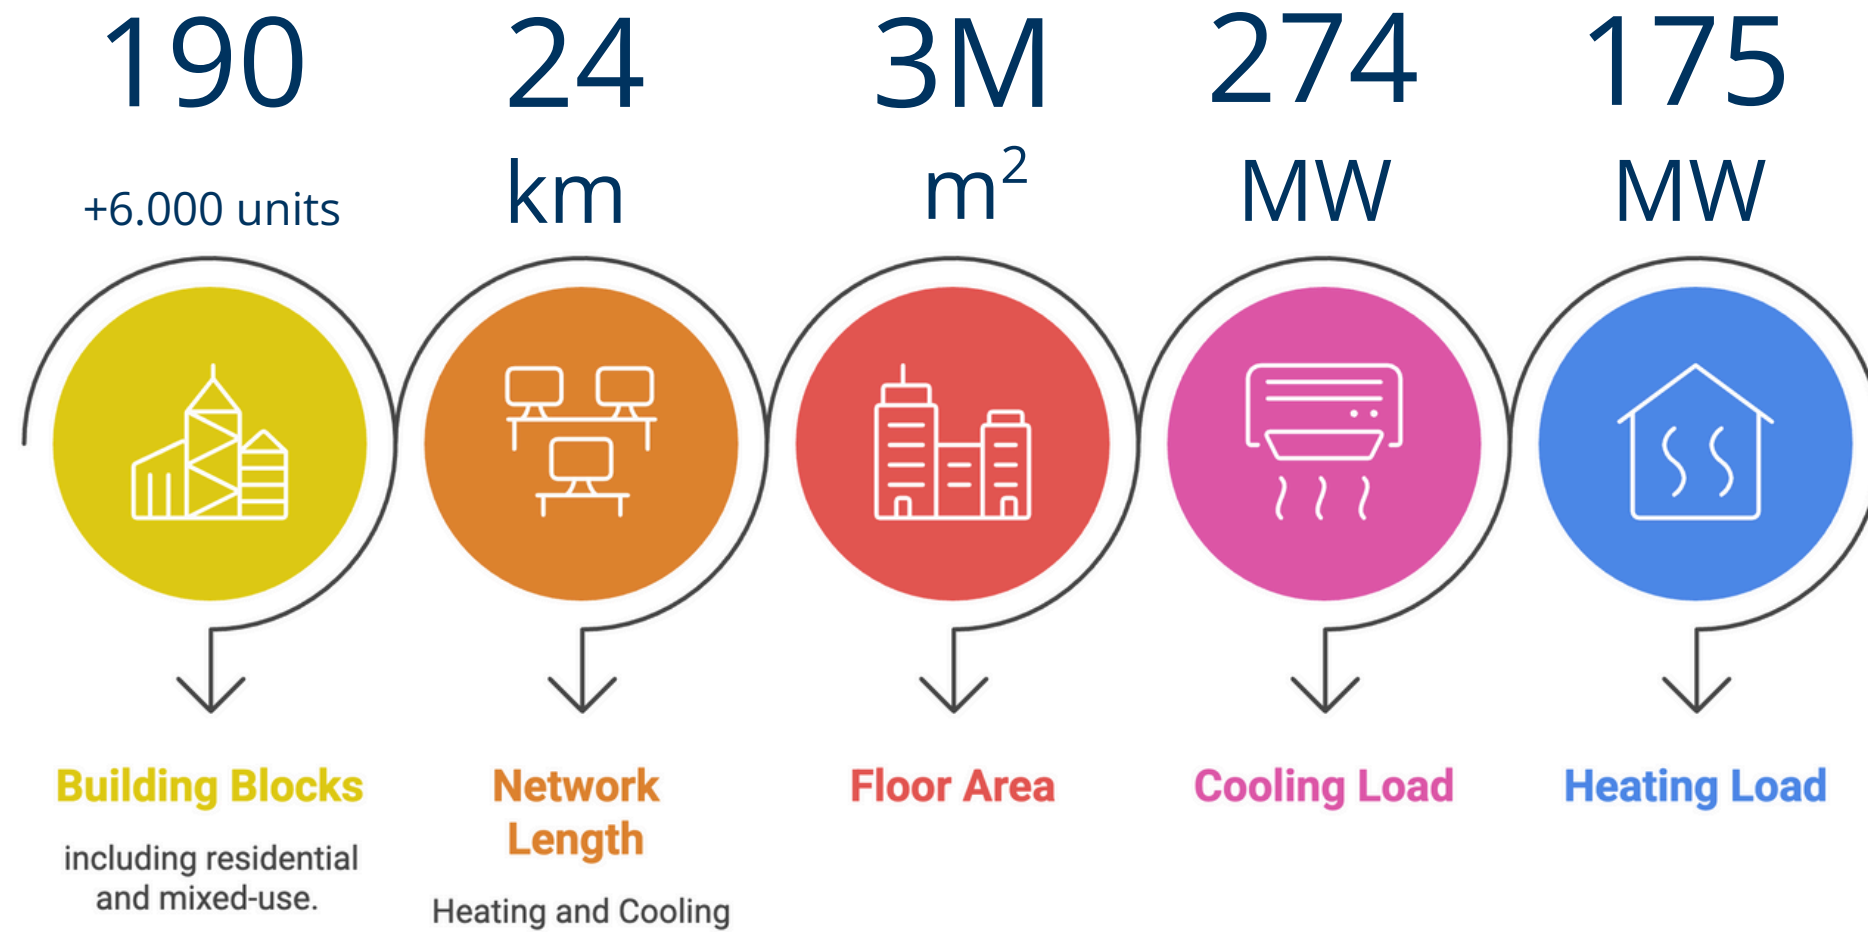 190
+6.000 units
Building Blocks
including residential
and mixed-use.
24
km
Network
Length
Heating and Cooling
3M
m²
Floor Area
274
MW
Cooling Load
175
MW
Heating Load